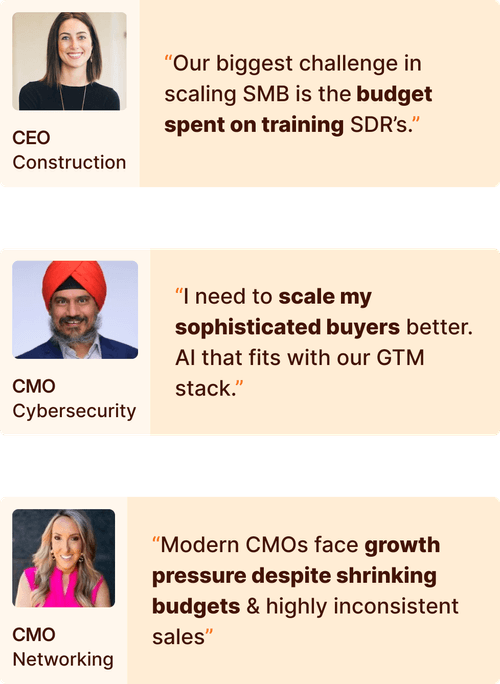 CEO
Construction
“Our biggest challenge in
scaling SMB is the budget
spent on training SDR’s.”
CMO
Cybersecurity
“I need to scale my
sophisticated buyers better.
AI that fits with our GTM
stack.”
CMO
Networking
“Modern CMOs face growth
pressure despite shrinking
budgets & highly inconsistent
sales”